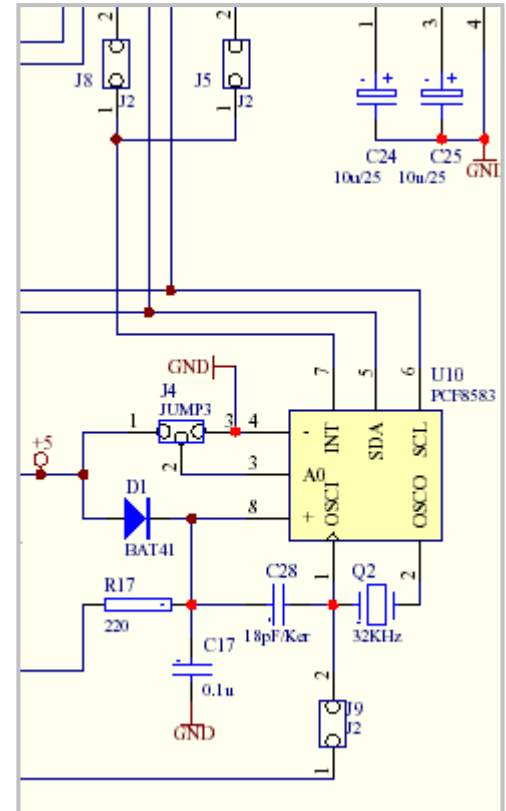 2
2
1
3
4
J8
J2
J5
J2
1
1
-
+
-
+
C24
C25
10u/25
10u/25
GND
7
5
6
U10
PCF8583
GND
J4
JUMP3
1
3
4
-
INT
SDA
SCL
+5
2
3
A0
D1
8
+
OSCI
OSCO
BAT41
R17
C28
1
Q2
2
220
18pF/Ker
32KHz
C17
0.1u
2
GND
J9
J2
1